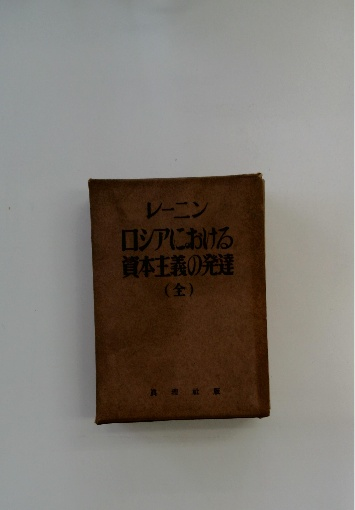 レーニン
ロシアにおける
資本主義の発達
(全)